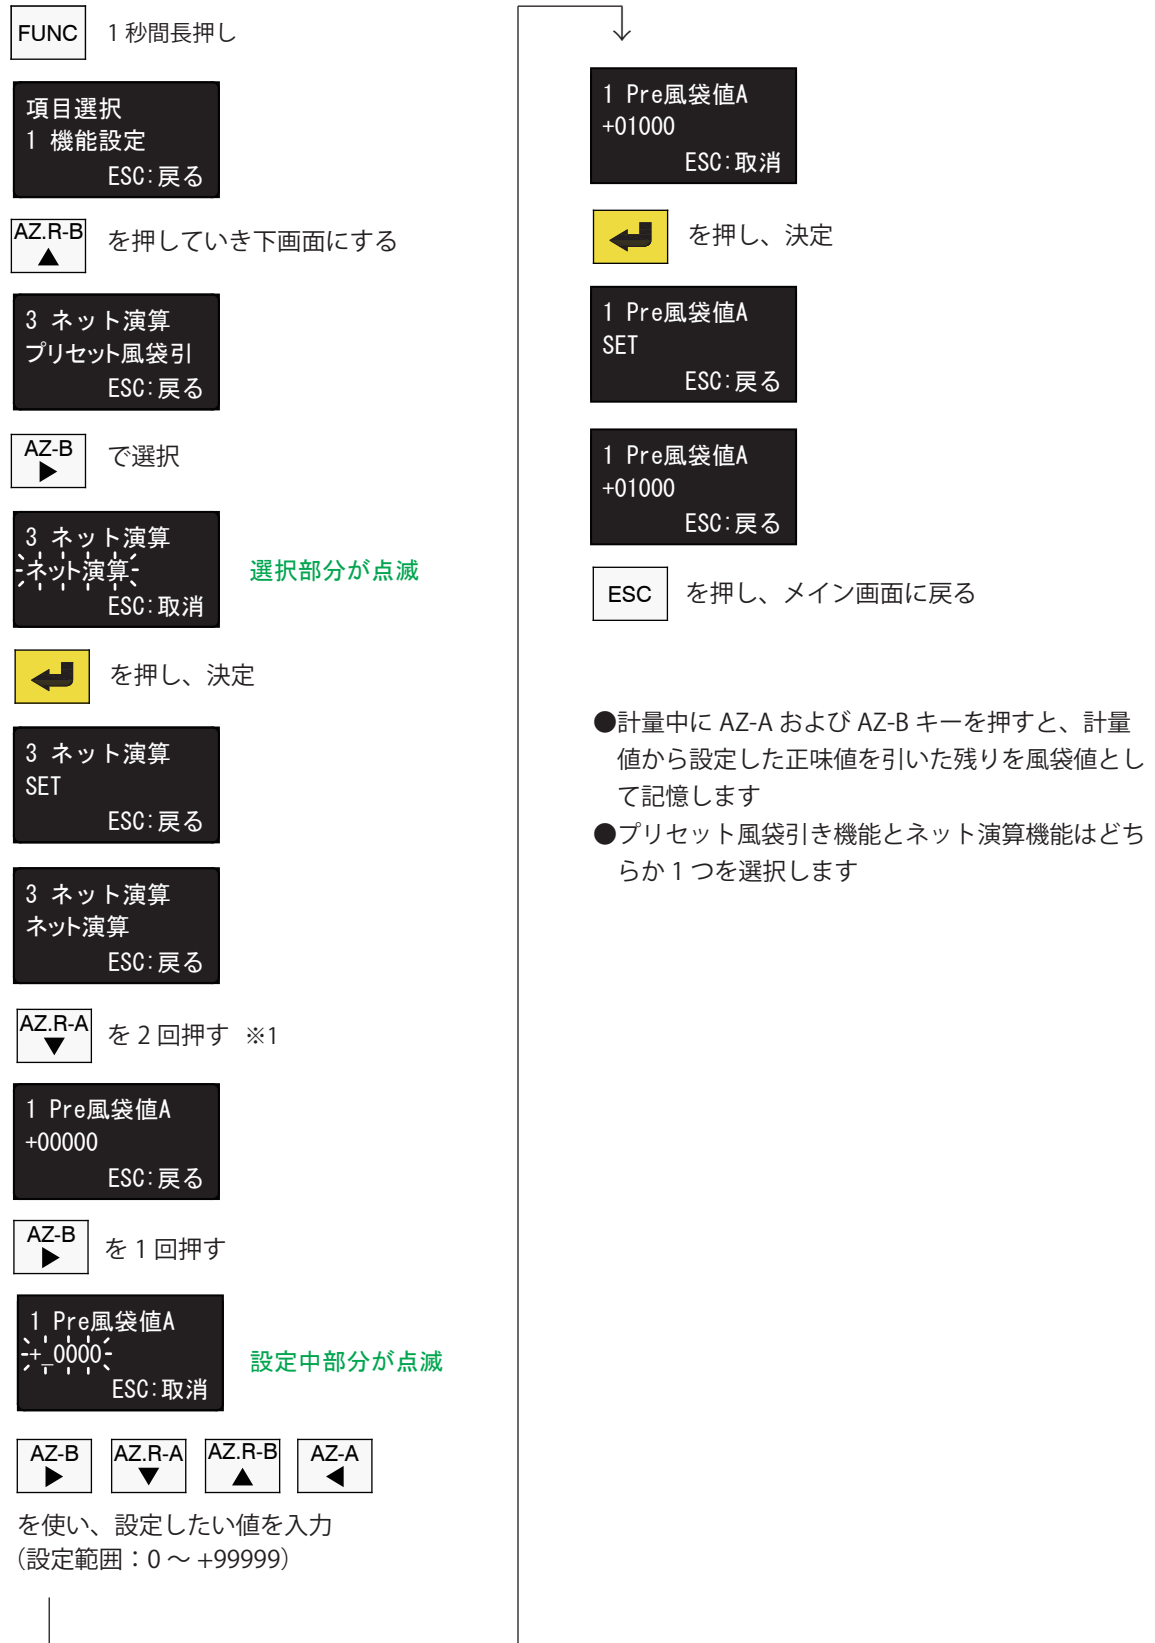 FUNC 1 秒間長押し
項目選択
1 機能設定
ESC:戻る
AZ.R-B を押していき下画面にする
▲
3 ネット演算
プリセット風袋引
ESC:戻る
AZ-B で選択
▶
3 ネット演算
ネット演算
ESC:取消
選択部分が点滅
を押し、決定
3 ネット演算
SET
ESC:戻る
3 ネット演算
ネット演算
ESC:戻る
AZ.R-A を 2 回押す ※1
▼
1 Pre風袋値A
+00000
ESC:戻る
AZ-B を 1 回押す
▶
1 Pre風袋値A
+_0000
ESC:取消
設定中部分が点滅
AZ-B AZ.R-A AZ.R-B AZ-A
▶ ▼ ▲ ◀
を使い、設定したい値を入力
(設定範囲：0 ～ +99999)
1 Pre風袋値A
+01000
ESC:取消
を押し、決定
1 Pre風袋値A
SET
ESC:戻る
1 Pre風袋値A
+01000
ESC:戻る
ESC を押し、メイン画面に戻る
●計量中に AZ-A および AZ-B キーを押すと、計量
値から設定した正味値を引いた残りを風袋値とし
て記憶します
●プリセット風袋引き機能とネット演算機能はどち
らか 1 つを選択します